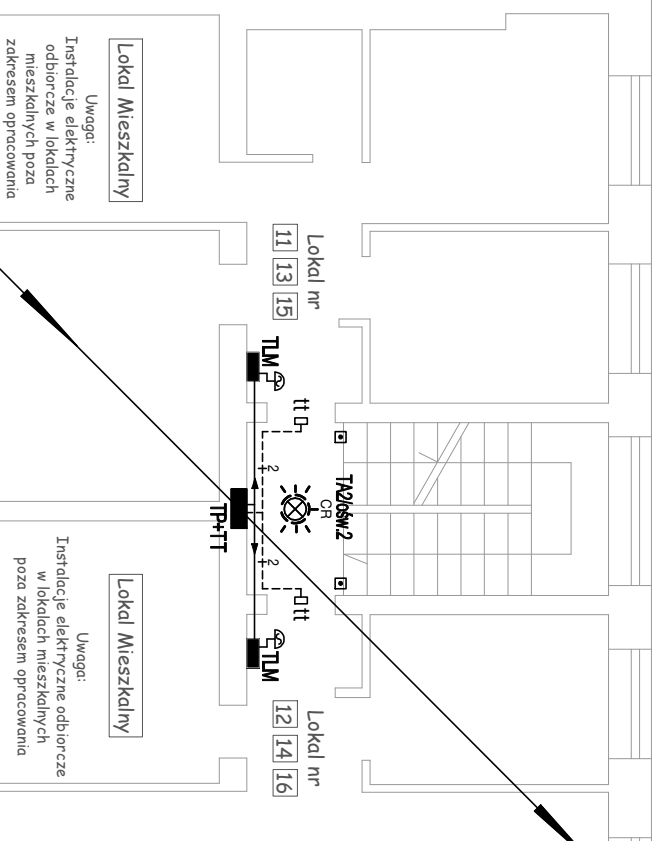 Lokal Mieszkalny
Uwaga:
Instalacje elektryczne
odbiorcze w lokalach
mieszkalnych poza
zakresem opracowania
Lokal nr
11 13 15
TLM
tt
2
TA2/ośw.2
CR
TP+TT
2
tt
TLM
Lokal nr
12 14 16
Lokal Mieszkalny
Uwaga:
Instalacje elektryczne odbiorcze
w lokalach mieszkalnych
poza zakresem opracowania